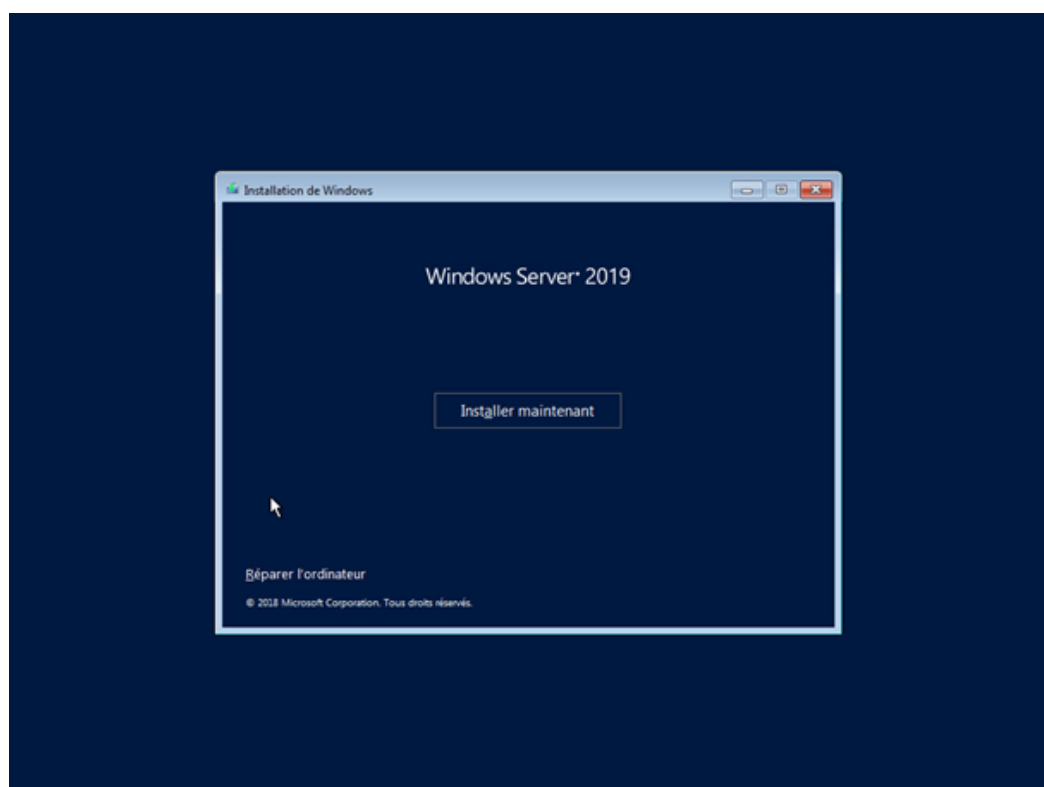 Installation de Windows
Windows Server® 2019
Installer maintenant
Réparer l'ordinateur
© 2018 Microsoft Corporation. Tous droits réservés.